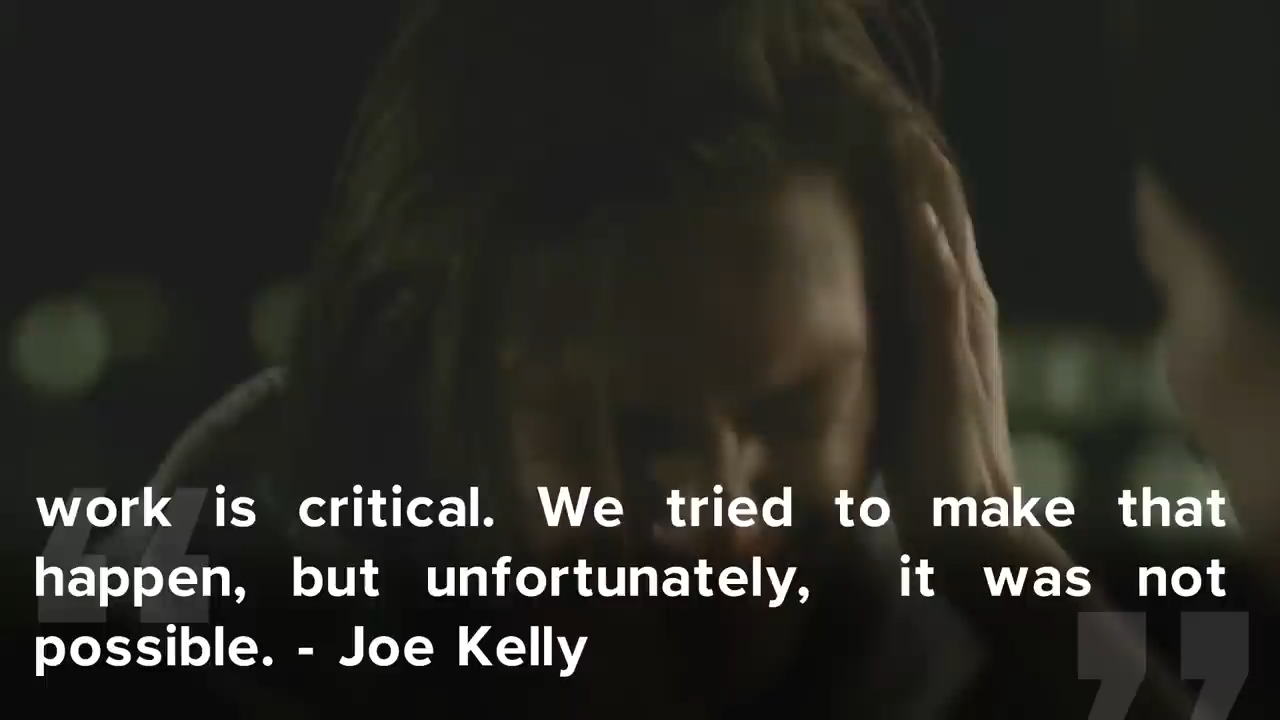 work is critical. We tried to make that
happen, but unfortunately, it was not
possible. - Joe Kelly